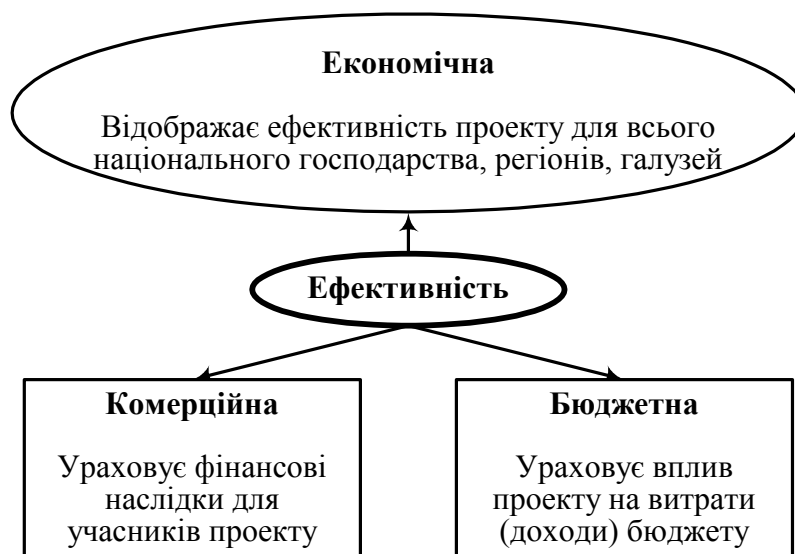 Економічна
Відображає ефективність проекту для всього
національного господарства, регіонів, галузей
Ефективність
Комерційна
Ураховує фінансові
наслідки для
учасників проекту
Бюджетна
Ураховує вплив
проекту на витрати
(доходи) бюджету